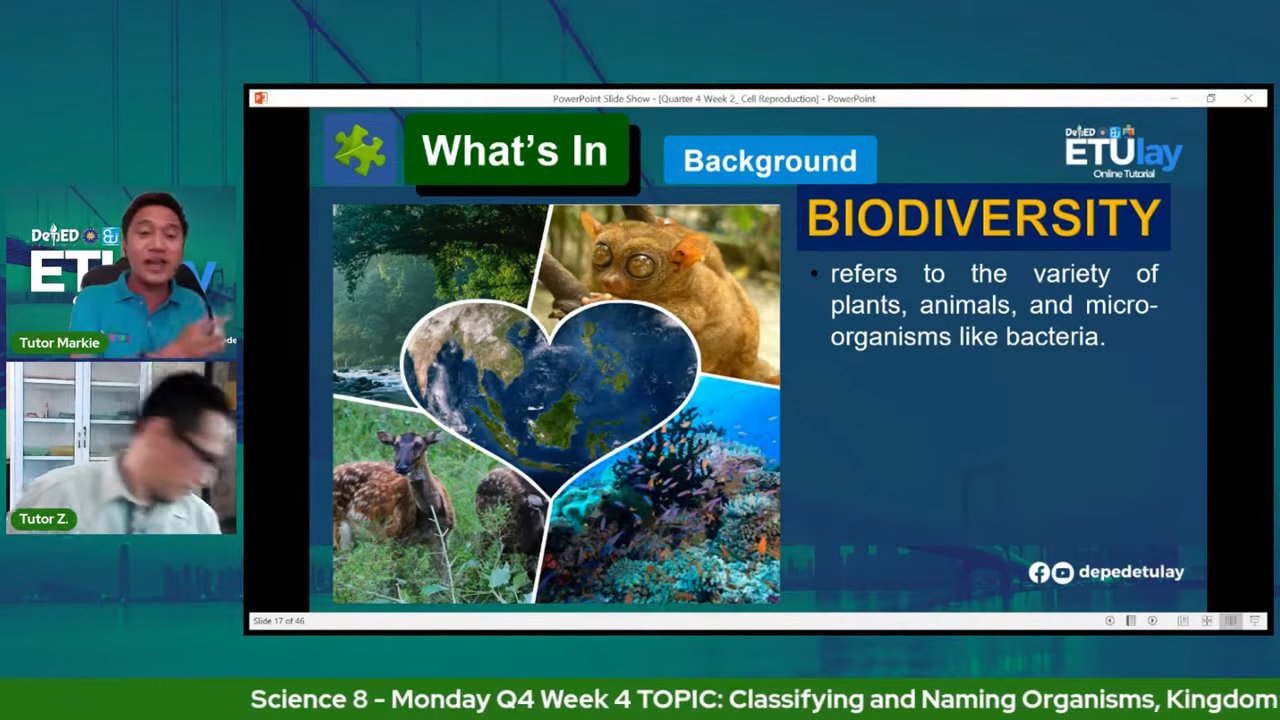 PowerPoint Slide Show - [Quarter 4 Week 2_ Cell Reproduction] - PowerPoint
What's In
Background
DepED
ETUlay
Online Tutorial
BIODIVERSITY
• refers to the variety of
plants, animals, and micro-
organisms like bacteria.
DepED
Tutor Markie
Tutor Z.
depedetulay
Slide 17 of 46
Science 8 - Monday Q4 Week 4 TOPIC: Classifying and Naming Organisms, Kingdom